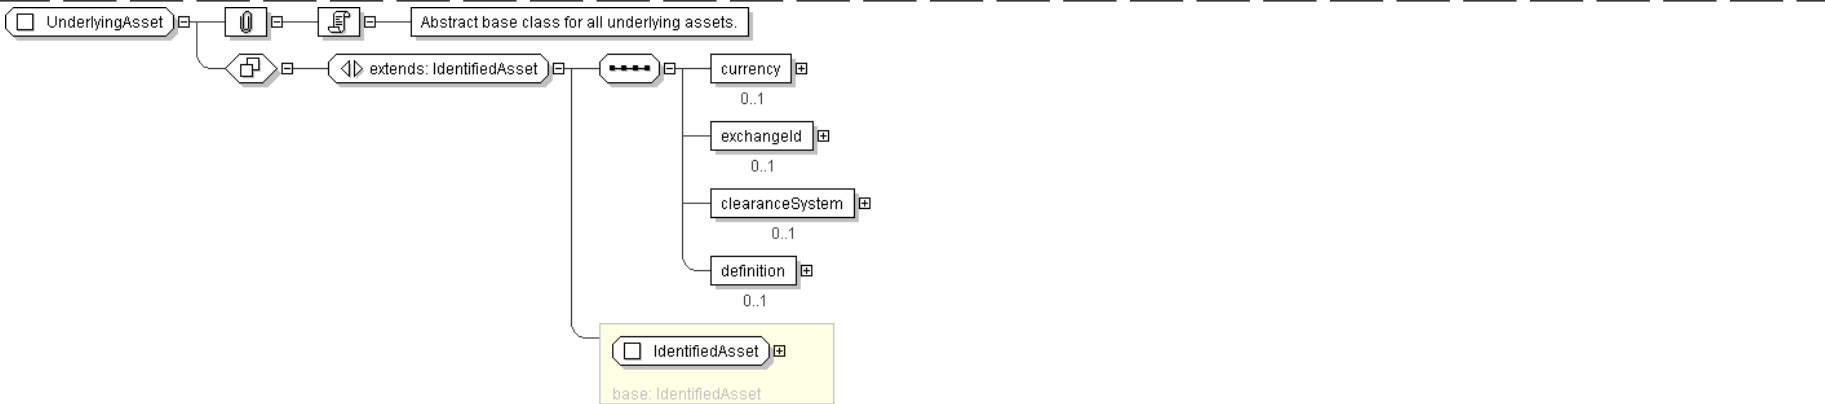 UnderlyingAsset
Abstract base class for all underlying assets.
extends: IdentifiedAsset
currency
0..1
exchangeId
0..1
clearanceSystem
0..1
definition
0..1
IdentifiedAsset
base: IdentifiedAsset